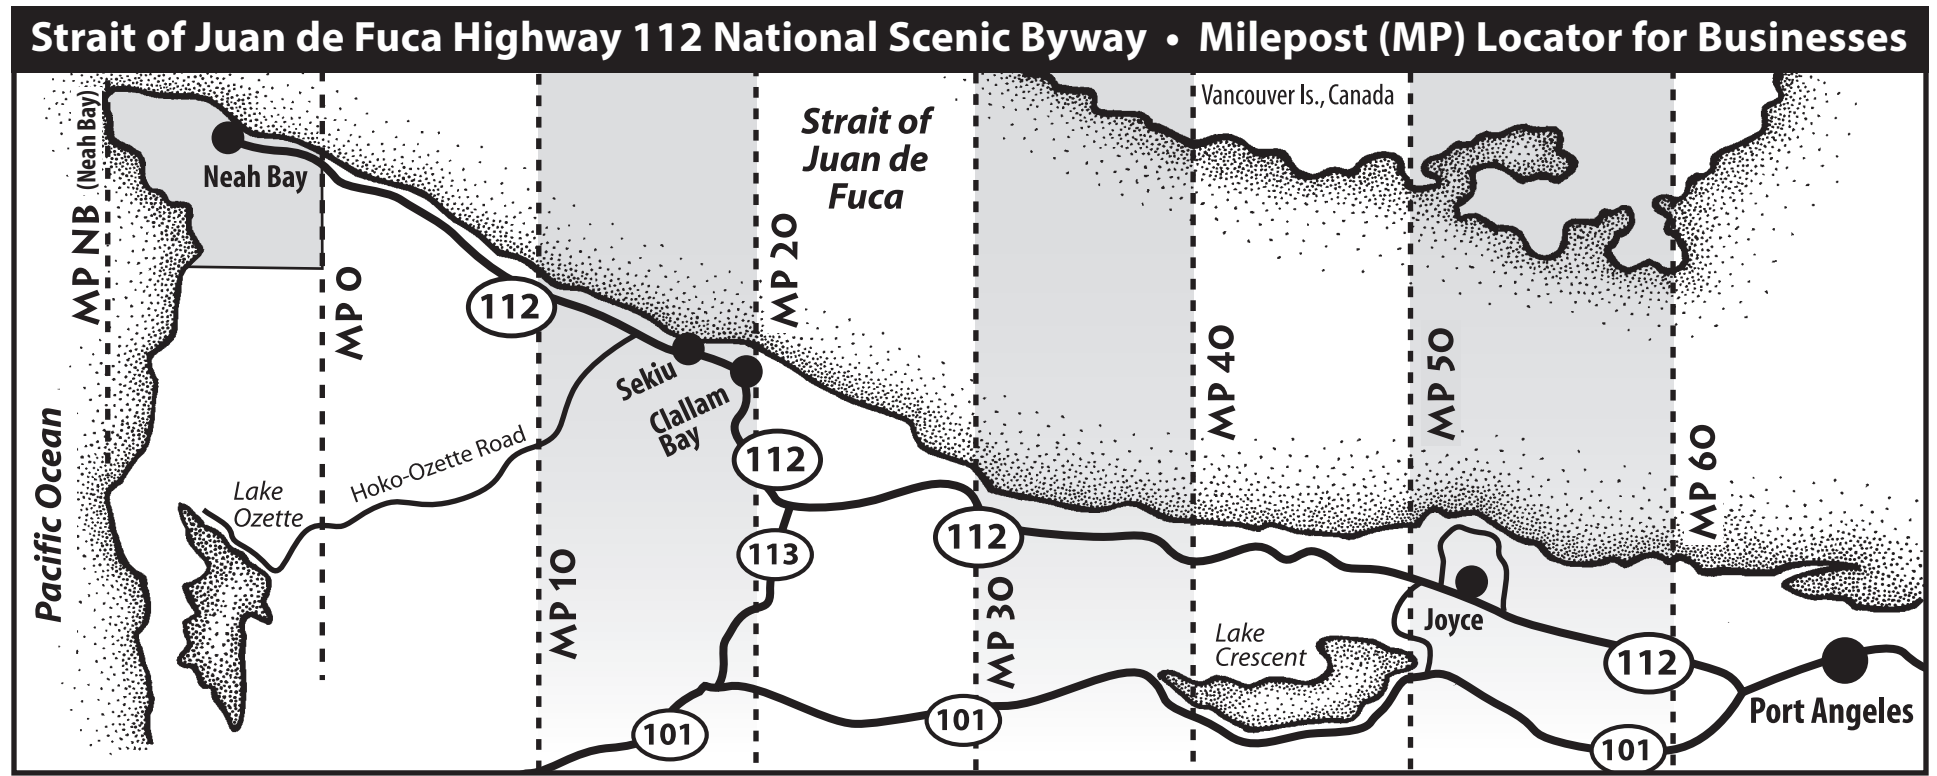 Strait of Juan de Fuca Highway 112 National Scenic Byway • Milepost (MP) Locator for Businesses
MP NB (Neah Bay)
Neah Bay
MP 0
112
MP 10
Strait of
Juan de
Fuca
MP 20
Vancouver Is., Canada
MP 40
MP 50
MP 60
Sekiu
Clallam
Bay
112
Pacific Ocean
Lake
Ozette
Hoko-Ozette Road
113
112
MP 30
Joyce
Lake
Crescent
112
Port Angeles
101
101
101